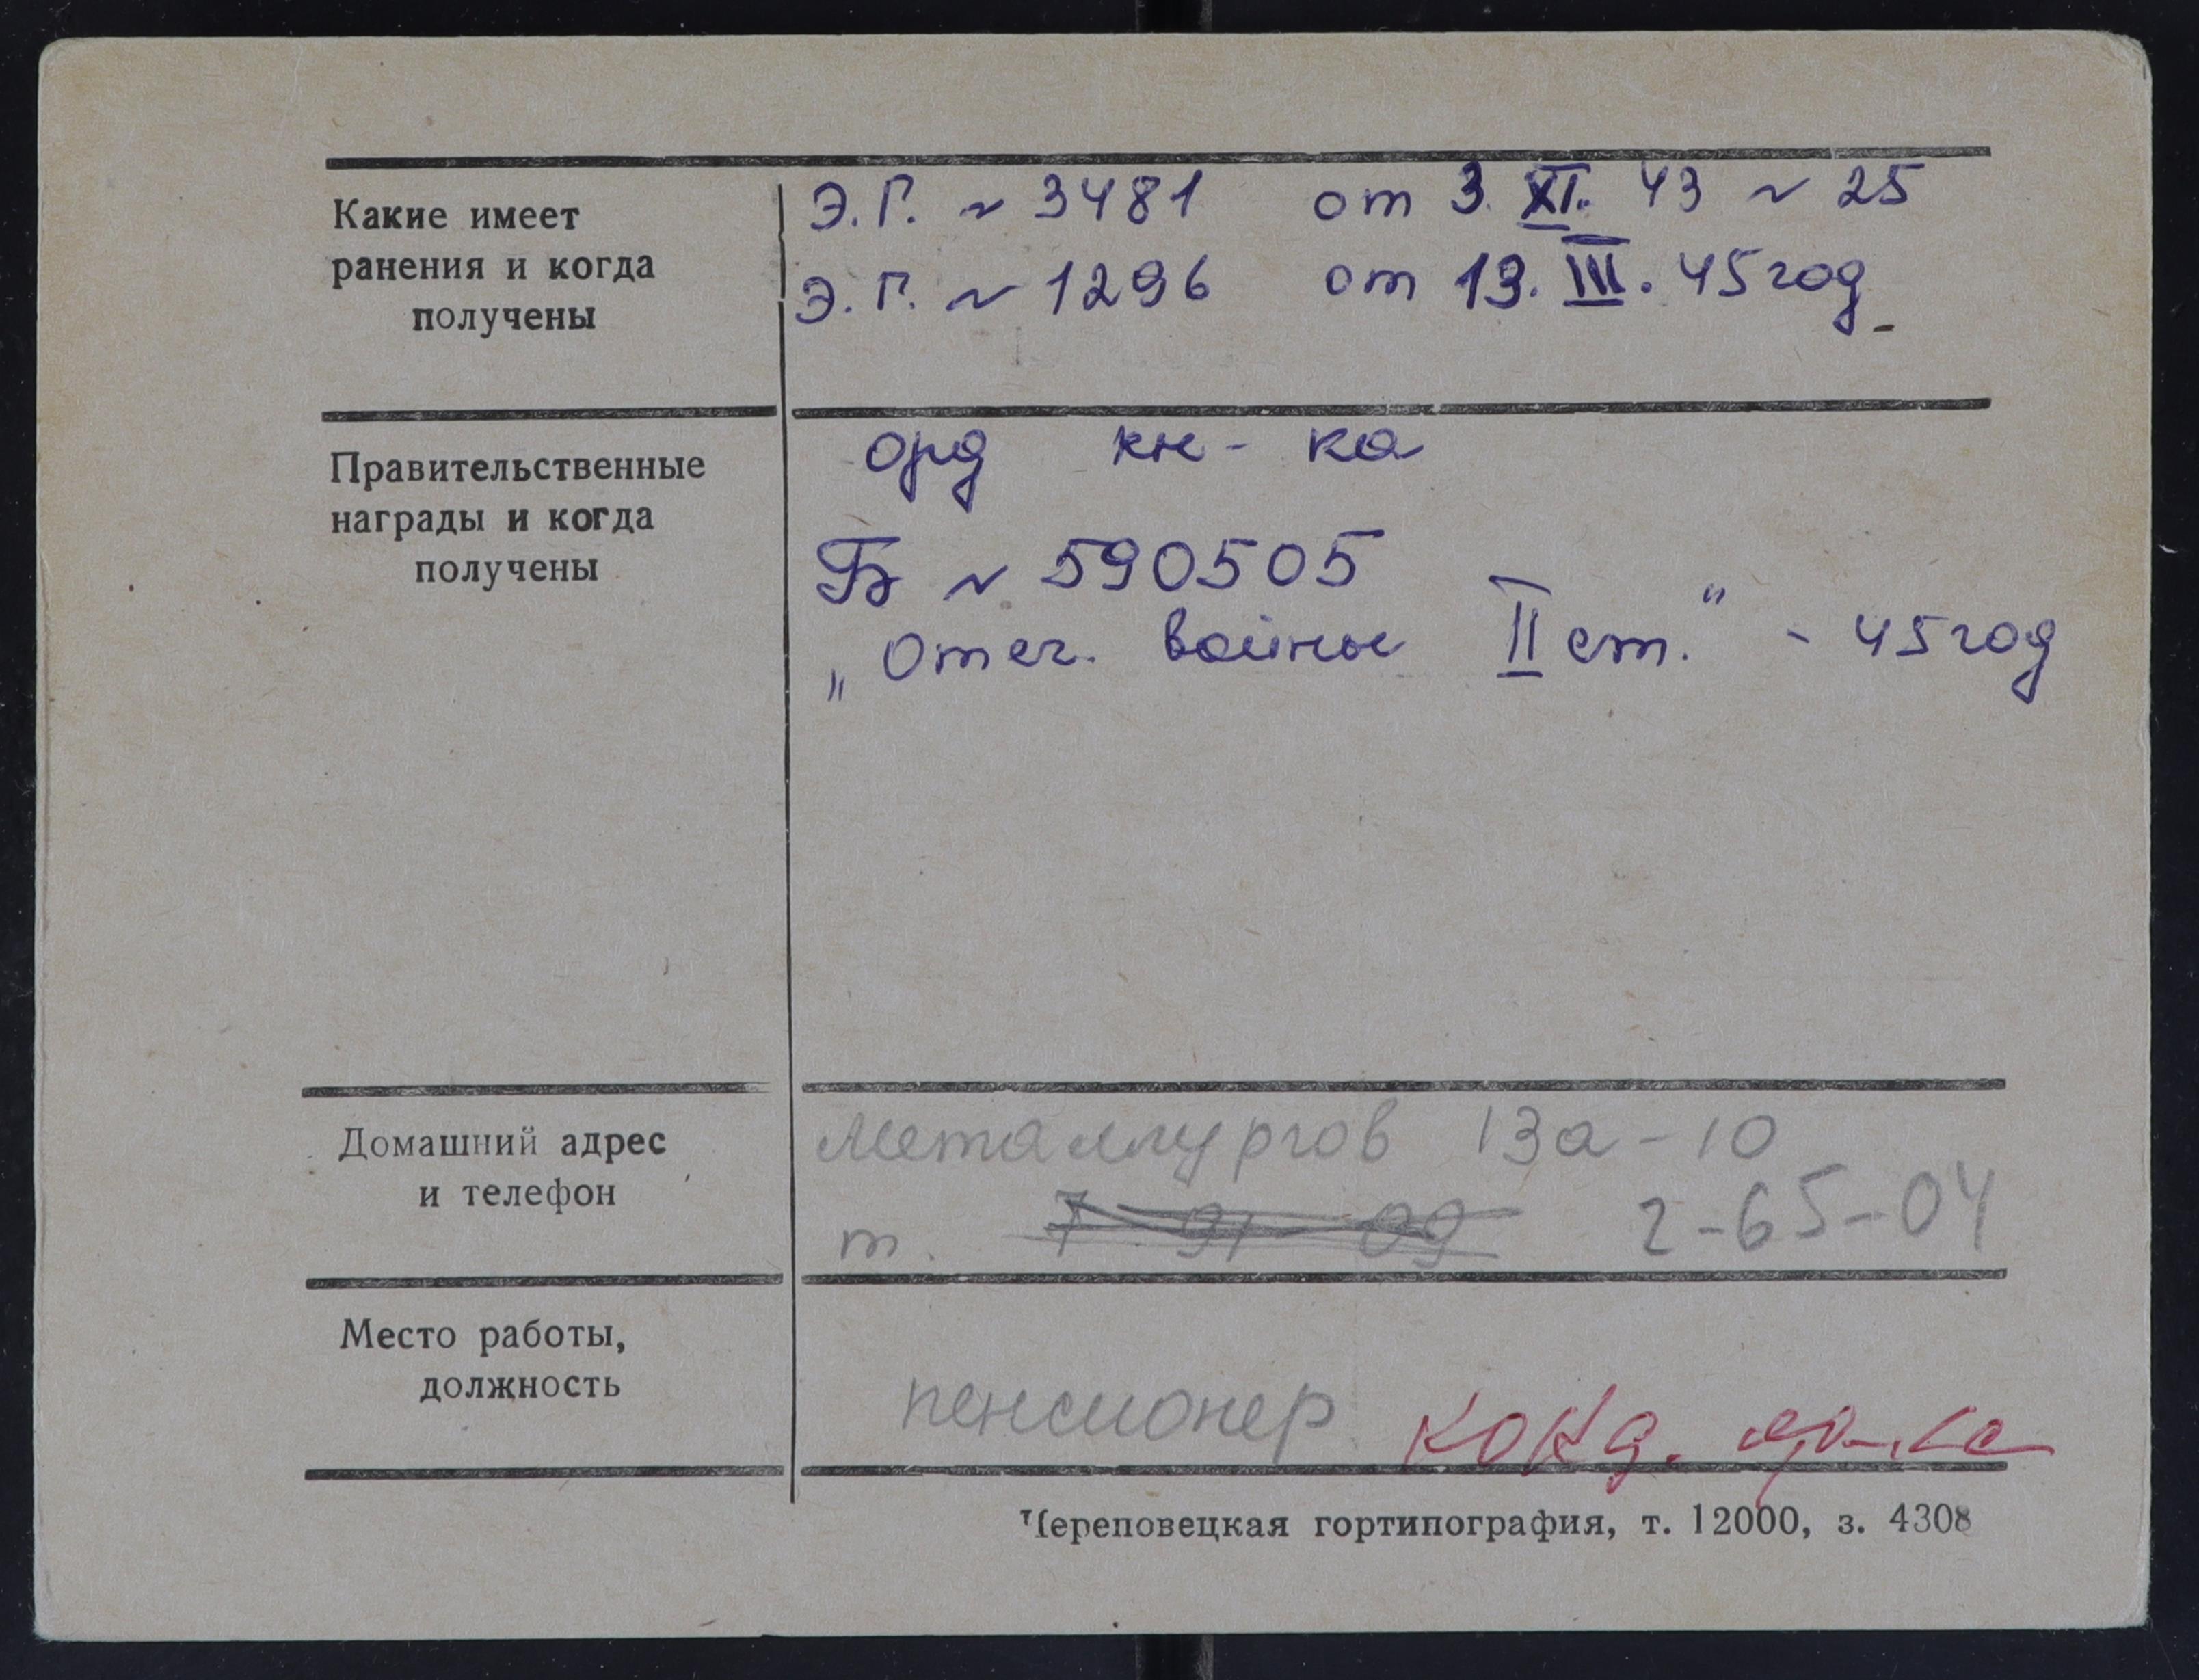 Какие имеет
ранения и когда
получены
Э.Г. № 3481 от 3. XI. 43 № 25
Э.Г. № 1296 от 19. III. 45 год
Правительственные
награды и когда
получены
орд кн-ка
Б № 590505
„Отеч. войны II ст.“ - 45 год
Домашний адрес
и телефон
Металлургов 13а-10
т. 7-91-09 2-65-04
Место работы,
должность
пенсионер
Череповецкая гортипография, т. 12000, з. 4308